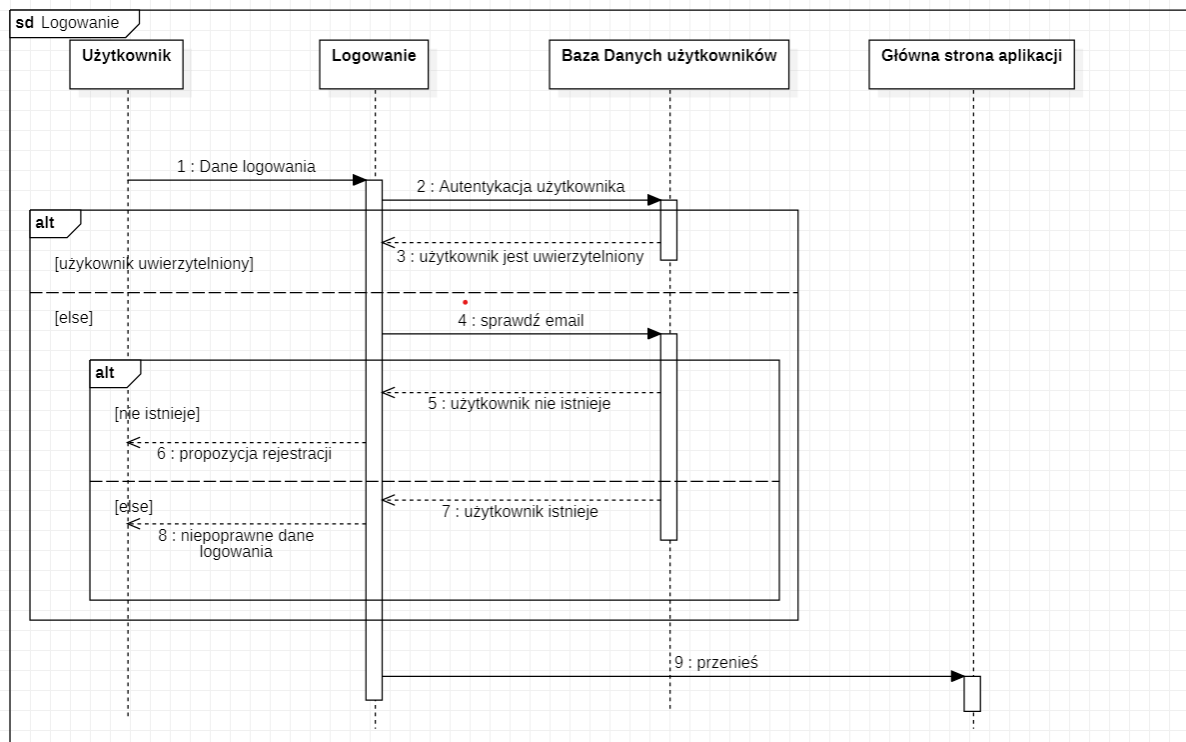 sd Logowanie
Użytkownik
Logowanie
Baza Danych użytkowników
Główna strona aplikacji
1 : Dane logowania
2 : Autentykacja użytkownika
alt
3 : użytkownik jest uwierzytelniony
[użykownik uwierzytelniony]
[else]
4 : sprawdź email
alt
5 : użytkownik nie istnieje
[nie istnieje]
6 : propozycja rejestracji
[else]
7 : użytkownik istnieje
8 : niepoprawne dane
logowania
9 : przenieś